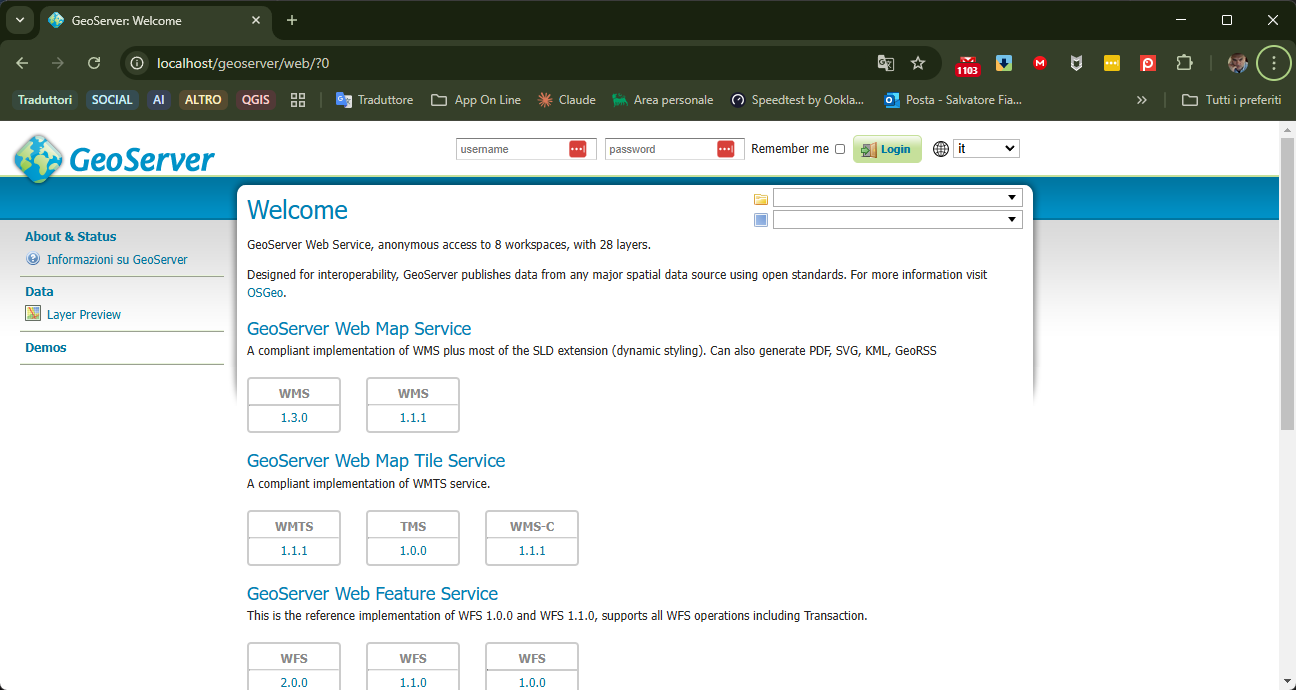 GeoServer: Welcome
localhost/geoserver/web/?0
1103
Traduttori SOCIAL AI ALTRO QGIS Traduttore App On Line Claude Area personale Speedtest by Ookla... Posta - Salvatore Fia... » Tutti i preferiti
GeoServer
username password Remember me Login it
Welcome
About & Status
Informazioni su GeoServer
Data
Layer Preview
Demos
GeoServer Web Service, anonymous access to 8 workspaces, with 28 layers.
Designed for interoperability, GeoServer publishes data from any major spatial data source using open standards. For more information visit
OSGeo.
GeoServer Web Map Service
A compliant implementation of WMS plus most of the SLD extension (dynamic styling). Can also generate PDF, SVG, KML, GeoRSS
WMS WMS
1.3.0 1.1.1
GeoServer Web Map Tile Service
A compliant implementation of WMTS service.
WMTS TMS WMS-C
1.1.1 1.0.0 1.1.1
GeoServer Web Feature Service
This is the reference implementation of WFS 1.0.0 and WFS 1.1.0, supports all WFS operations including Transaction.
WFS WFS WFS
2.0.0 1.1.0 1.0.0